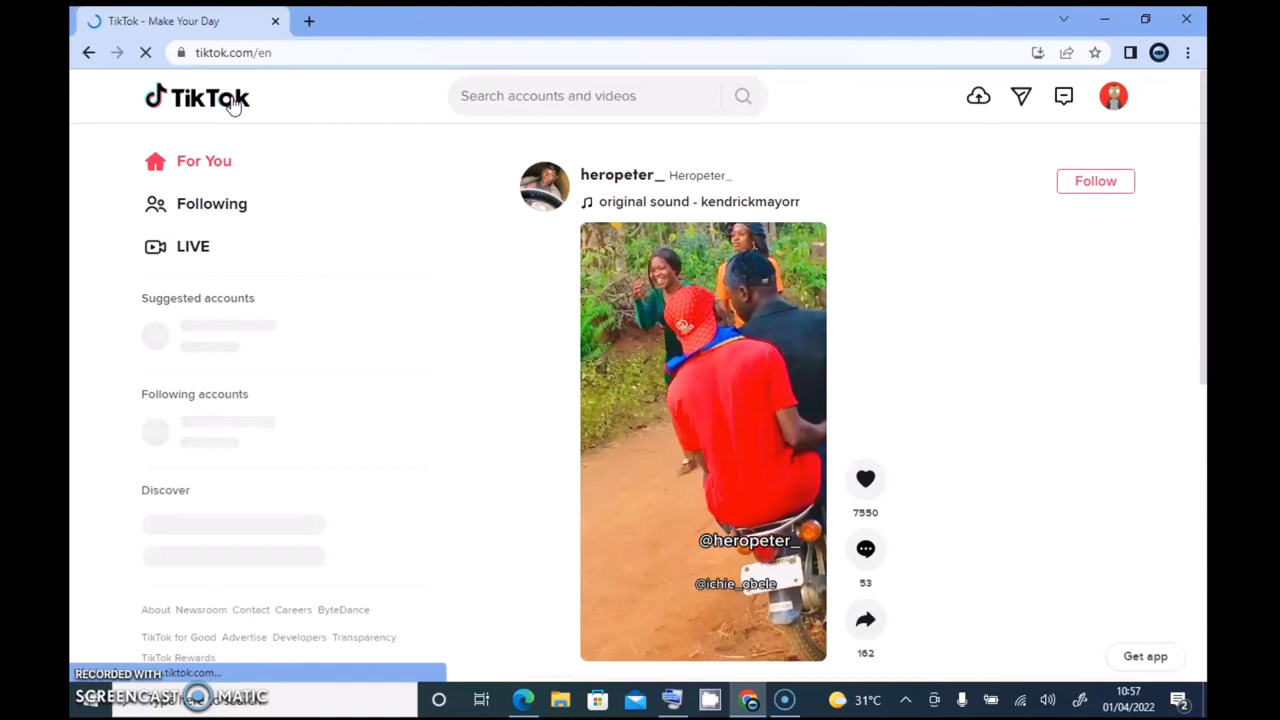 TikTok - Make Your Day
tiktok.com/en
TikTok
Search accounts and videos
For You
Following
LIVE
Suggested accounts
Following accounts
Discover
About Newsroom Contact Careers ByteDance
TikTok for Good Advertise Developers Transparency
TikTok Rewards
heropeter_ Heropeter_
original sound - kendrickmayorr
Follow
@heropeter_
@ichie_obele
7550
53
162
Get app
RECORDED WITH
SCREENCAST MATIC
tiktok.com...
31°C
10:57
01/04/2022
2